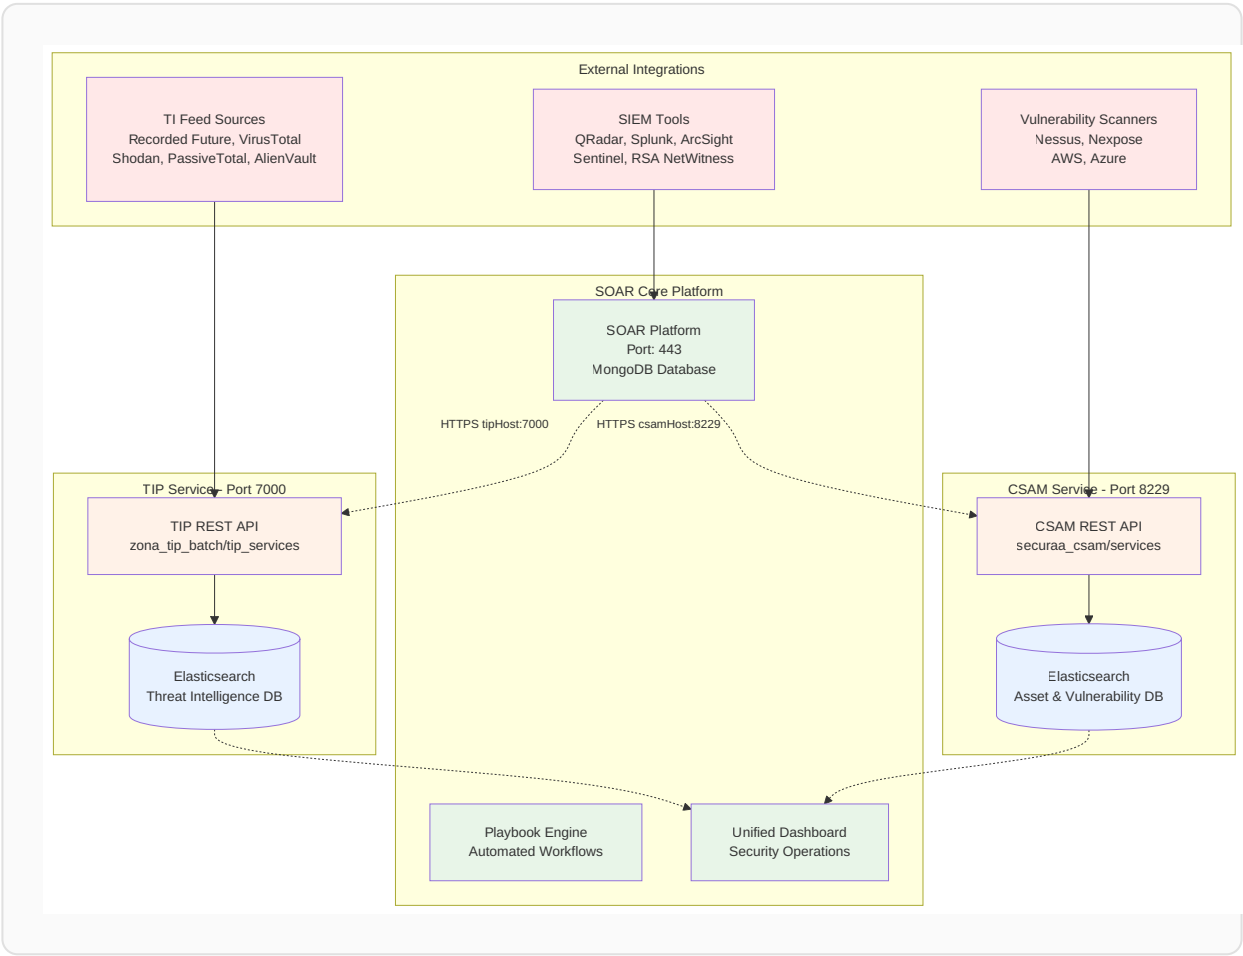 External Integrations
TI Feed Sources
Recorded Future, VirusTotal
Shodan, PassiveTotal, AlienVault
SIEM Tools
QRadar, Splunk, ArcSight
Sentinel, RSA NetWitness
Vulnerability Scanners
Nessus, Nexpose
AWS, Azure
SOAR Core Platform
SOAR Platform
Port: 443
MongoDB Database
HTTPS tipHost:7000
HTTPS csamHost:8229
TIP Service - Port 7000
TIP REST API
zona_tip_batch/tip_services
Elasticsearch
Threat Intelligence DB
CSAM Service - Port 8229
CSAM REST API
securaa_csam/services
Elasticsearch
Asset & Vulnerability DB
Playbook Engine
Automated Workflows
Unified Dashboard
Security Operations